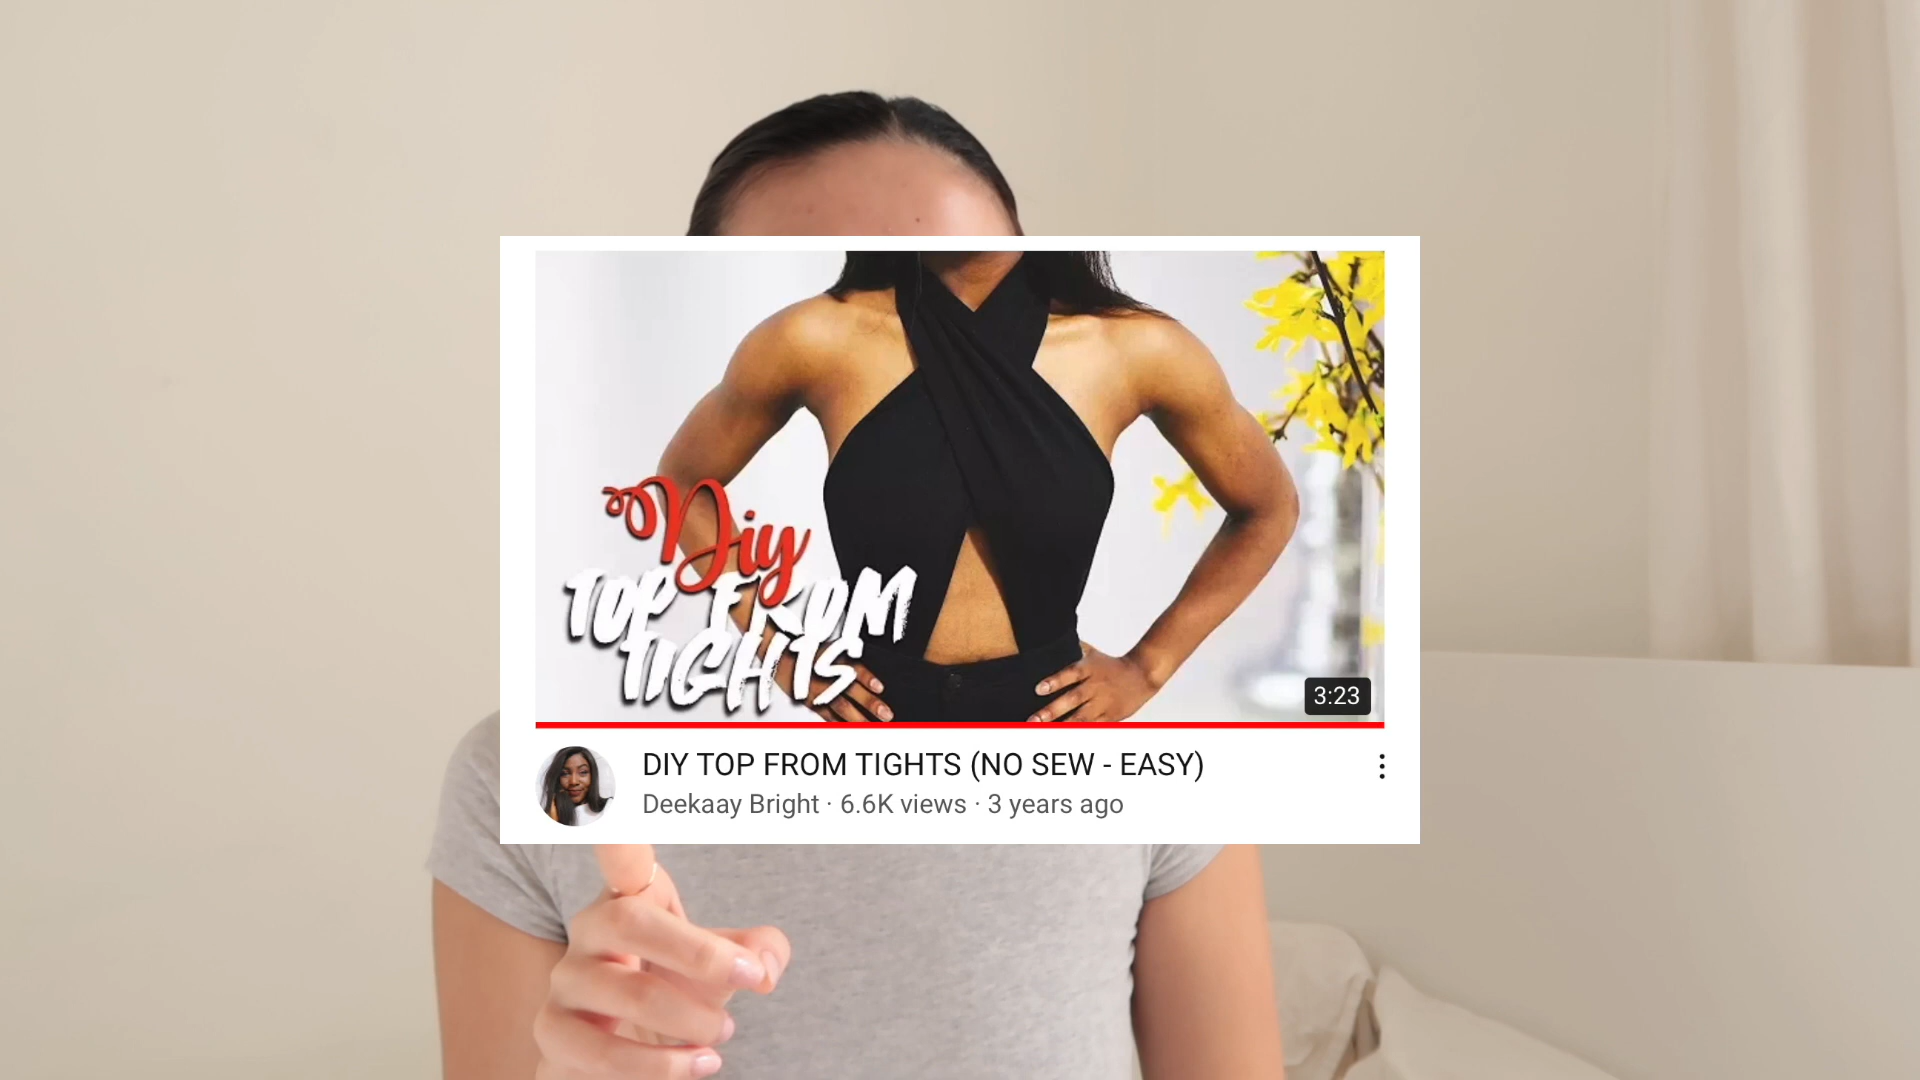 Diy
TOP FROM
TIGHTS
3:23
DIY TOP FROM TIGHTS (NO SEW - EASY)
Deekaay Bright · 6.6K views · 3 years ago